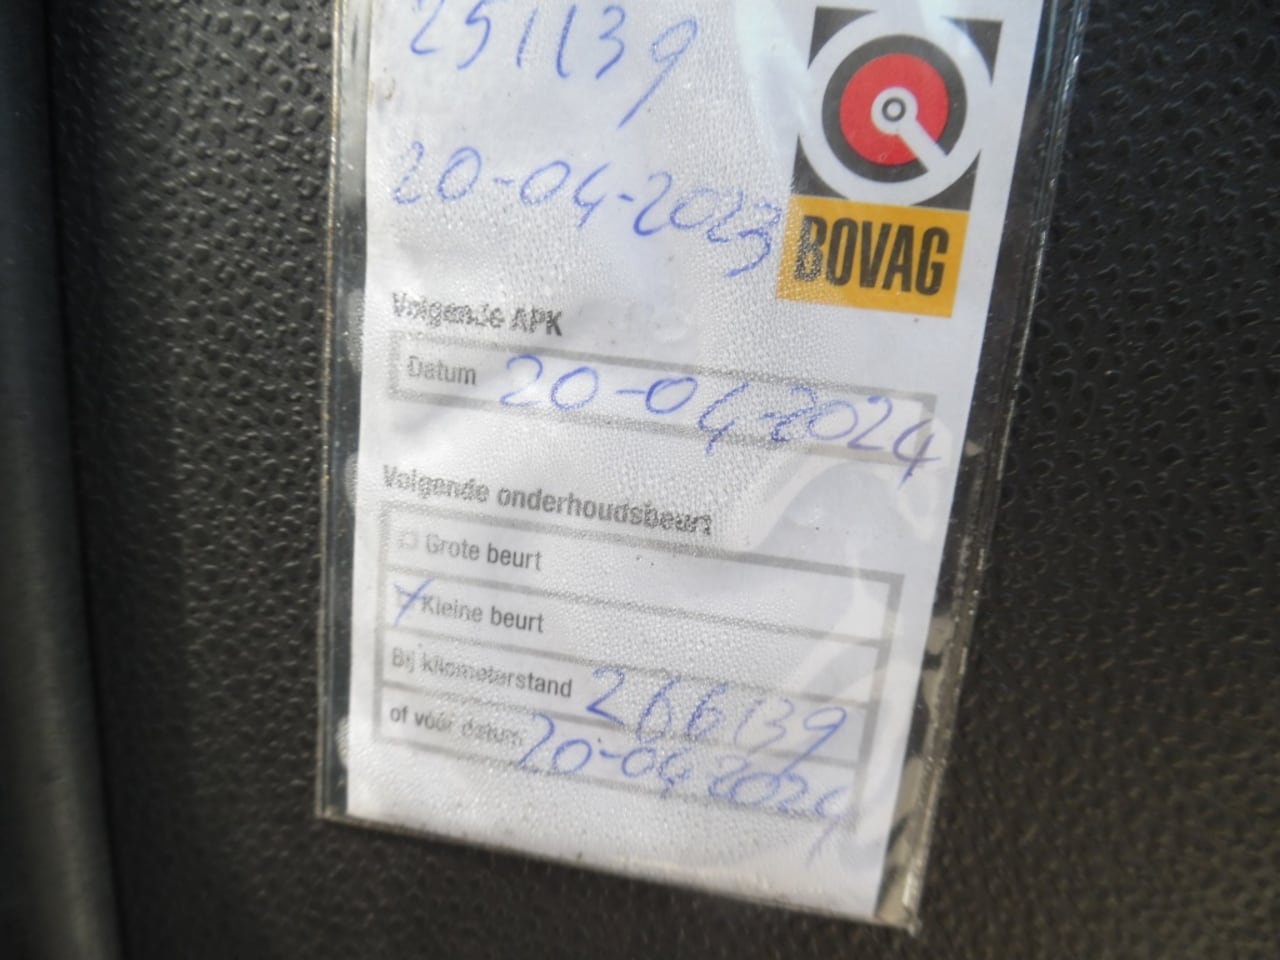 251139
20-04-2023
BOVAG
Volgende APK
Datum 20-04-2024
Volgende onderhoudsbeurt
Grote beurt
Kleine beurt
Bij kilometerstand 266139
of vóór datum 20-04 2024